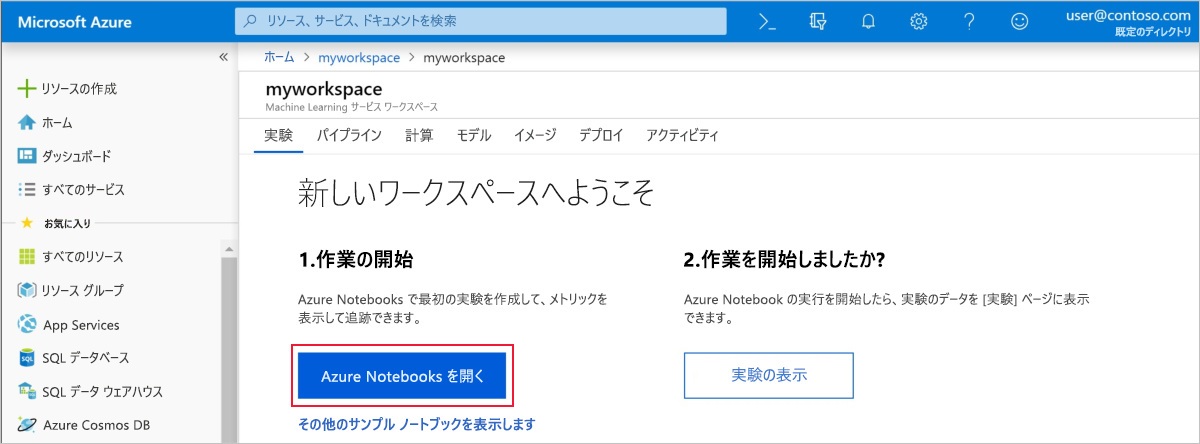 Microsoft Azure
リソース、サービス、ドキュメントを検索
user@contoso.com
既定のディレクトリ
«
リソースの作成
ホーム
ダッシュボード
すべてのサービス
お気に入り
すべてのリソース
リソース グループ
App Services
SQL データベース
SQL データ ウェアハウス
Azure Cosmos DB
ホーム > myworkspace > myworkspace
myworkspace
Machine Learning サービス ワークスペース
実験 パイプライン 計算 モデル イメージ デプロイ アクティビティ
新しいワークスペースへようこそ
1.作業の開始
Azure Notebooks で最初の実験を作成して、メトリックを
表示して追跡できます。
Azure Notebooks を開く
その他のサンプル ノートブックを表示します
2.作業を開始しましたか?
Azure Notebook の実行を開始したら、実験のデータを [実験] ページに表示
できます。
実験の表示